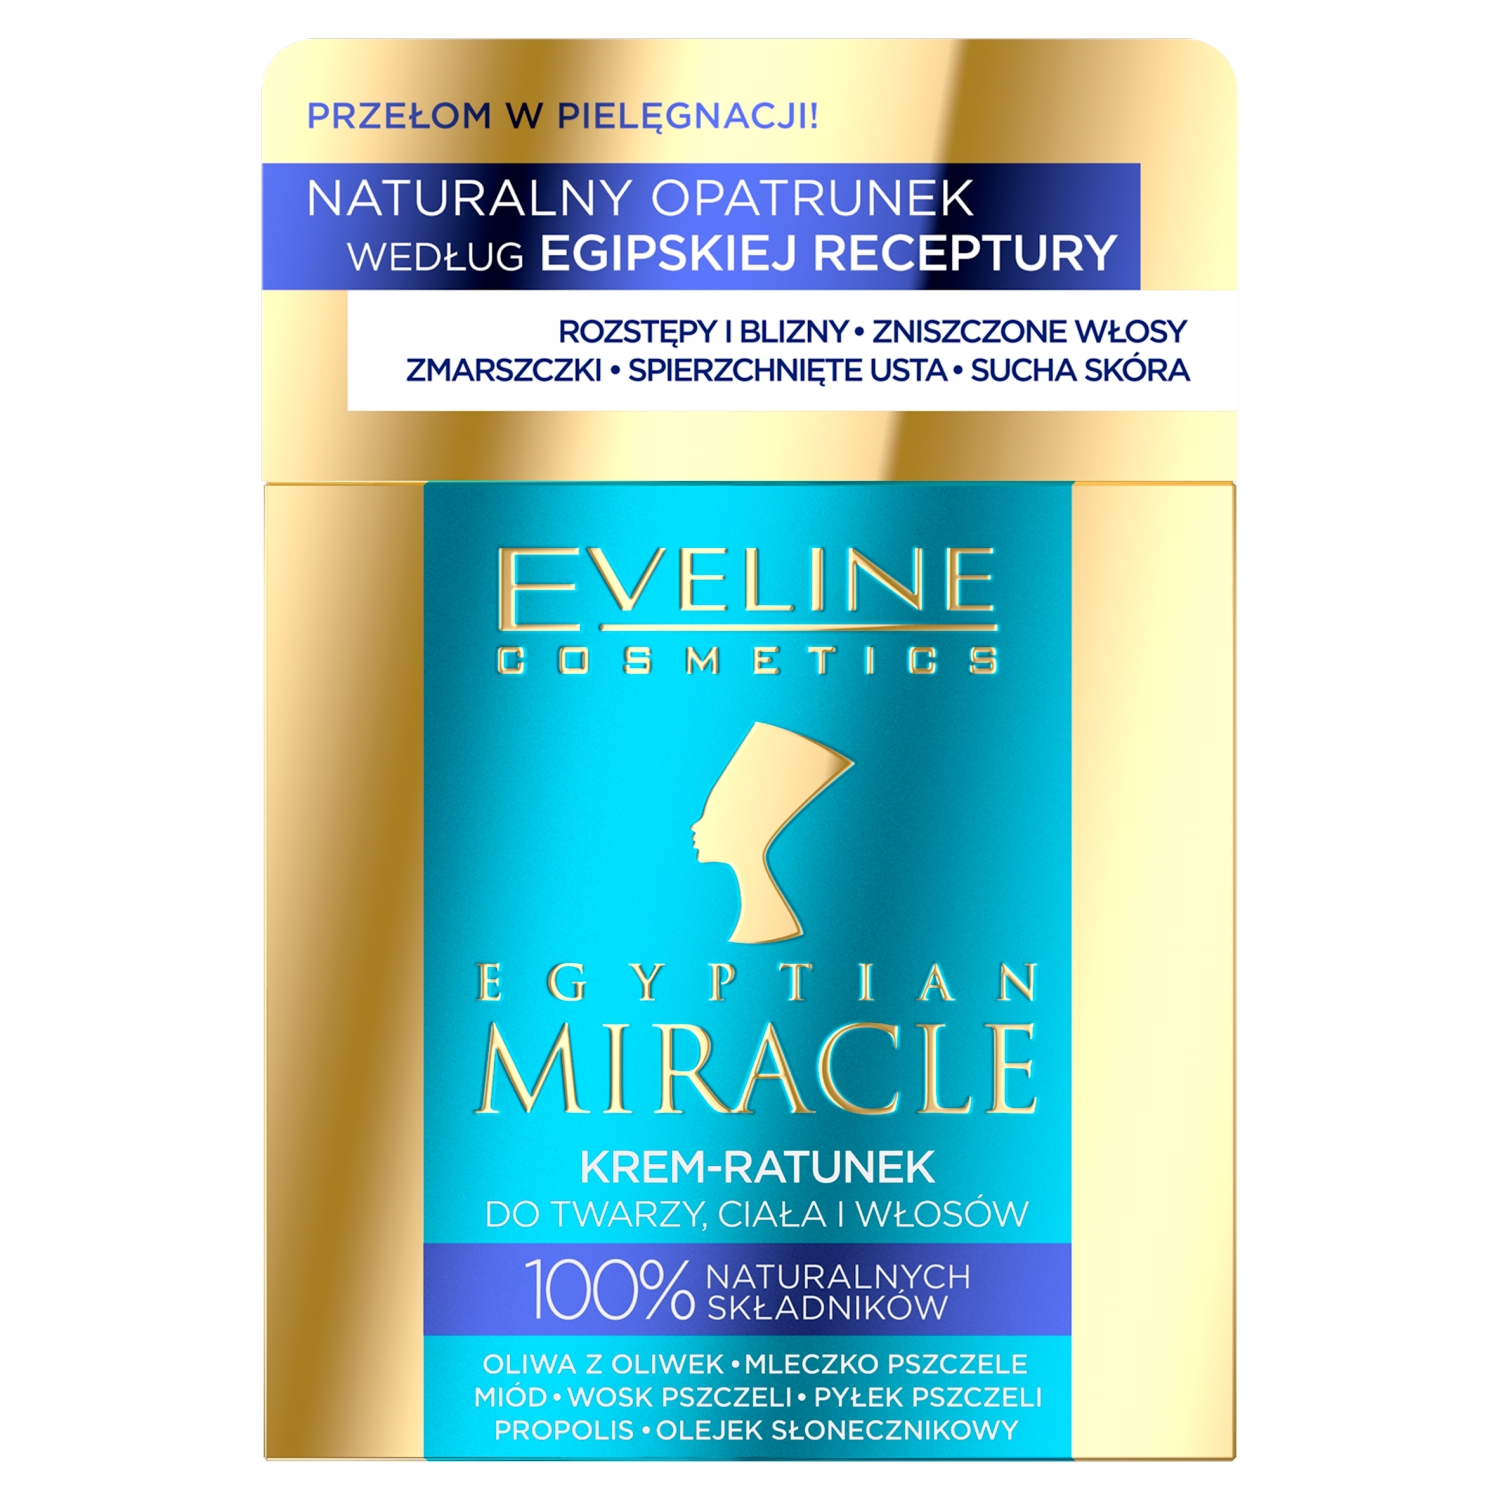 PRZEŁOM W PIELĘGNACJI!
NATURALNY OPATRUNEK
WEDŁUG EGIPSKIEJ RECEPTURY
ROZSTĘPY I BLIZNY • ZNISZCZONE WŁOSY
ZMARSZCZKI • SPIERZCHNIĘTE USTA • SUCHA SKÓRA
EVELINE
COSMETICS
EGYPTIAN
MIRACLE
KREM-RATUNEK
DO TWARZY, CIAŁA I WŁOSÓW
100% NATURALNYCH
SKŁADNIKÓW
OLIWA Z OLIWEK • MLECZKO PSZCZELE
MIÓD • WOSK PSZCZELI • PYŁEK PSZCZELI
PROPOLIS • OLEJEK SŁONECZNIKOWY